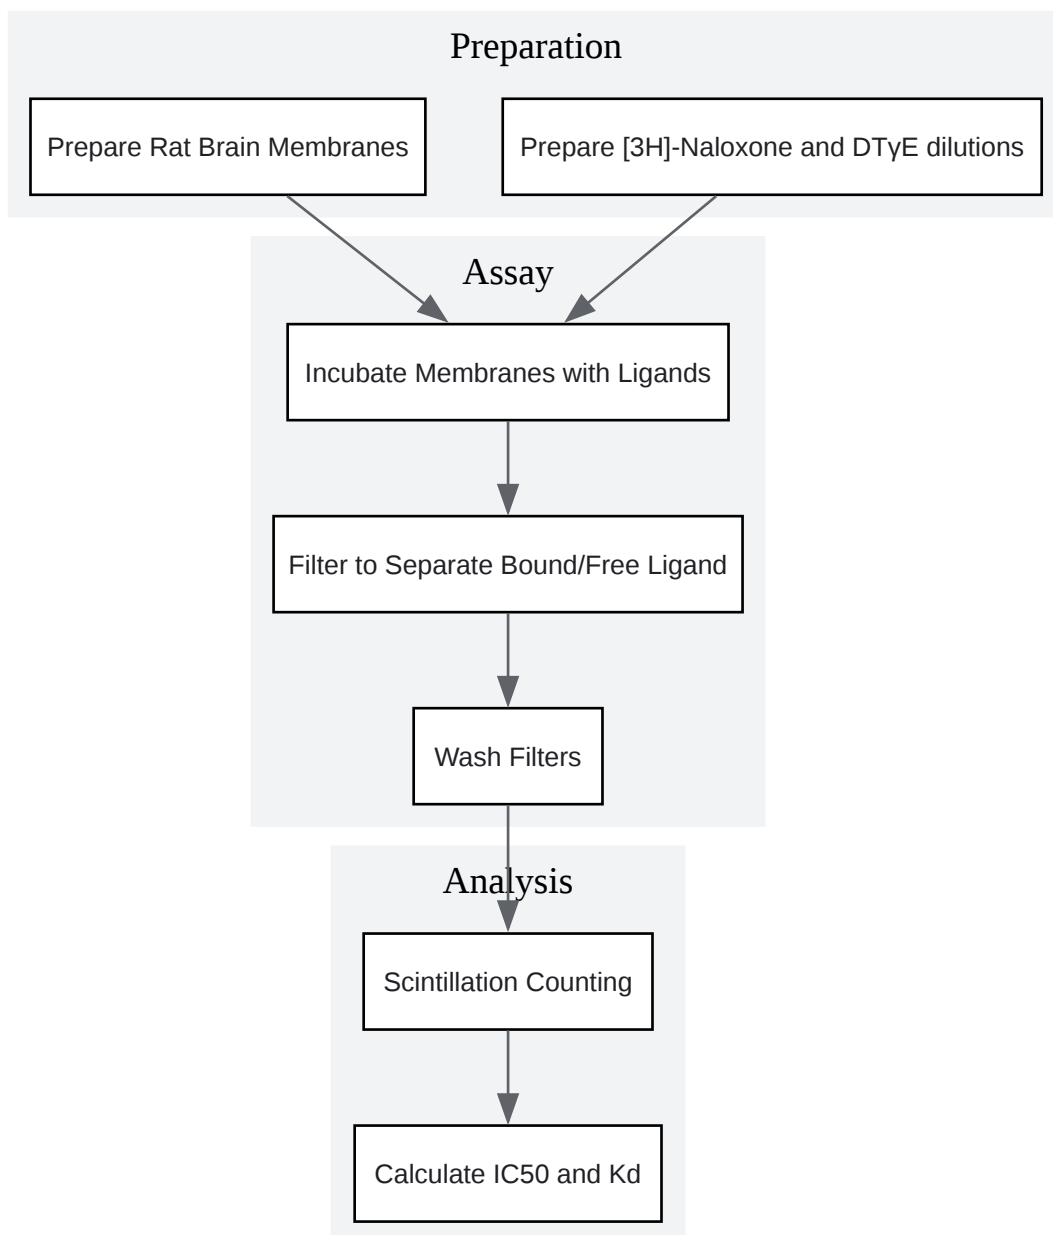 Preparation
Prepare Rat Brain Membranes
Prepare [3H]-Naloxone and DTγE dilutions
Assay
Incubate Membranes with Ligands
Filter to Separate Bound/Free Ligand
Wash Filters
Analysis
Scintillation Counting
Calculate IC50 and Kd